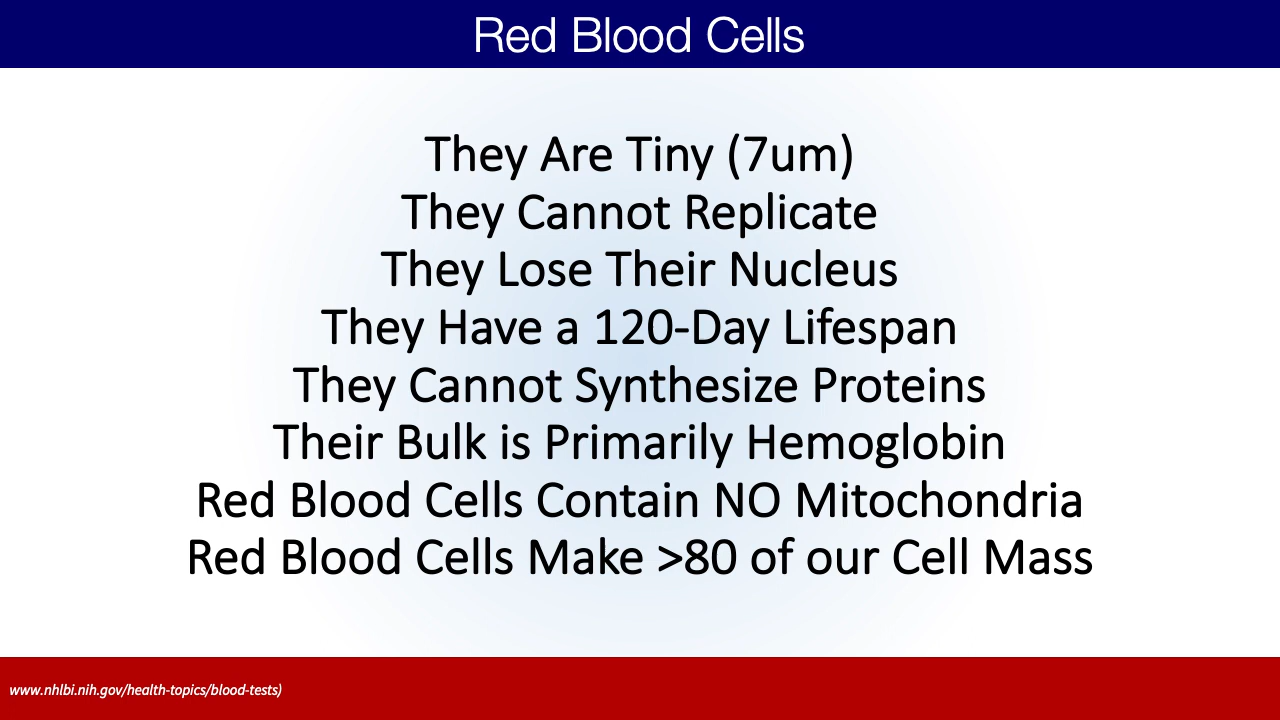 Red Blood Cells
They Are Tiny (7um)
They Cannot Replicate
They Lose Their Nucleus
They Have a 120-Day Lifespan
They Cannot Synthesize Proteins
Their Bulk is Primarily Hemoglobin
Red Blood Cells Contain NO Mitochondria
Red Blood Cells Make >80 of our Cell Mass
www.nhlbi.nih.gov/health-topics/blood-tests)